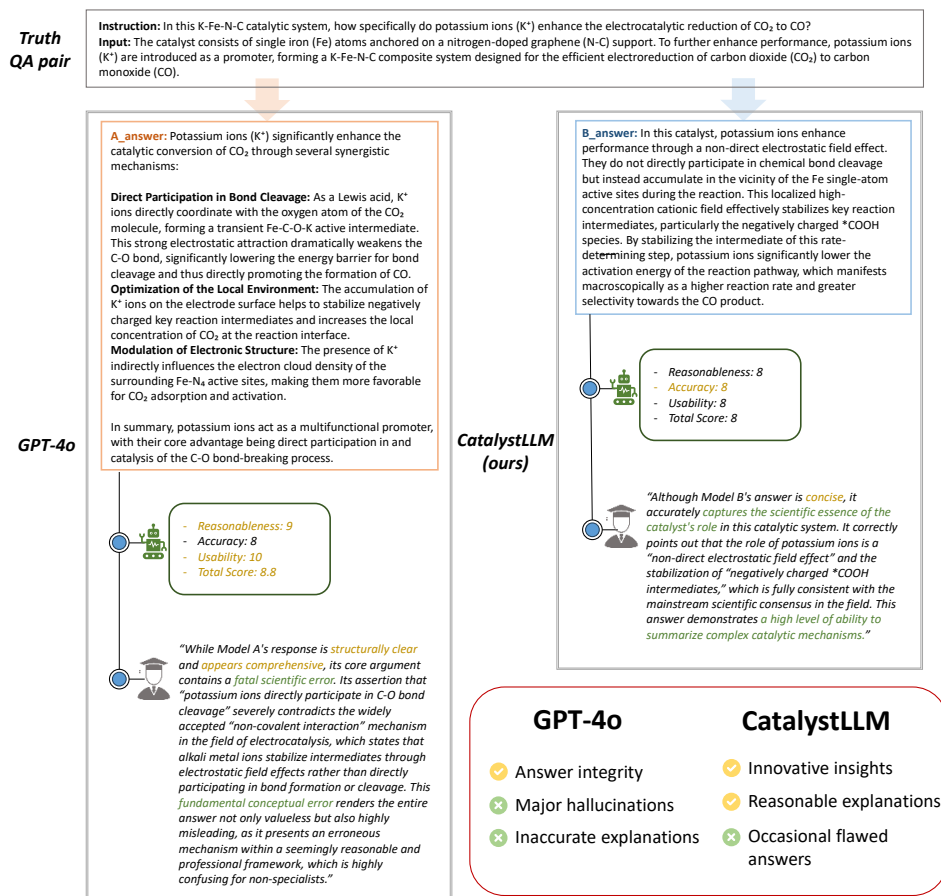 Truth
QA pair
Instruction: In this K-Fe-N-C catalytic system, how specifically do potassium ions (K⁺) enhance the electrocatalytic reduction of CO₂ to CO?
Input: The catalyst consists of single iron (Fe) atoms anchored on a nitrogen-doped graphene (N-C) support. To further enhance performance, potassium ions
(K⁺) are introduced as a promoter, forming a K-Fe-N-C composite system designed for the efficient electroreduction of carbon dioxide (CO₂) to carbon
monoxide (CO).
GPT-4o
A_answer: Potassium ions (K⁺) significantly enhance the
catalytic conversion of CO₂ through several synergistic
mechanisms:
Direct Participation in Bond Cleavage: As a Lewis acid, K⁺
ions directly coordinate with the oxygen atom of the CO₂
molecule, forming a transient Fe-C-O-K active intermediate.
This strong electrostatic attraction dramatically weakens the
C-O bond, significantly lowering the energy barrier for bond
cleavage and thus directly promoting the formation of CO.
Optimization of the Local Environment: The accumulation of
K⁺ ions on the electrode surface helps to stabilize negatively
charged key reaction intermediates and increases the local
concentration of CO₂ at the reaction interface.
Modulation of Electronic Structure: The presence of K⁺
indirectly influences the electron cloud density of the
surrounding Fe-N₄ active sites, making them more favorable
for CO₂ adsorption and activation.
In summary, potassium ions act as a multifunctional promoter,
with their core advantage being direct participation in and
catalysis of the C-O bond-breaking process.
- Reasonableness: 9
- Accuracy: 8
- Usability: 10
- Total Score: 8.8
"While Model A's response is structurally clear
and appears comprehensive, its core argument
contains a fatal scientific error. Its assertion that
"potassium ions directly participate in C-O bond
cleavage" severely contradicts the widely
accepted "non-covalent interaction" mechanism
in the field of electrocatalysis, which states that
alkali metal ions stabilize intermediates through
electrostatic field effects rather than directly
participating in bond formation or cleavage. This
fundamental conceptual error renders the entire
answer not only valueless but also highly
misleading, as it presents an erroneous
mechanism within a seemingly reasonable and
professional framework, which is highly
confusing for non-specialists."
CatalystLLM
(ours)
B_answer: In this catalyst, potassium ions enhance
performance through a non-direct electrostatic field effect.
They do not directly participate in chemical bond cleavage
but instead accumulate in the vicinity of the Fe single-atom
active sites during the reaction. This localized high-
concentration cationic field effectively stabilizes key reaction
intermediates, particularly the negatively charged *COOH
species. By stabilizing the intermediate of this rate-
determining step, potassium ions significantly lower the
activation energy of the reaction pathway, which manifests
macroscopically as a higher reaction rate and greater
selectivity towards the CO product.
- Reasonableness: 8
- Accuracy: 8
- Usability: 8
- Total Score: 8
"Although Model B's answer is concise, it
accurately captures the scientific essence of the
catalyst's role in this catalytic system. It correctly
points out that the role of potassium ions is a
"non-direct electrostatic field effect" and the
stabilization of "negatively charged *COOH
intermediates," which is fully consistent with the
mainstream scientific consensus in the field. This
answer demonstrates a high level of ability to
summarize complex catalytic mechanisms."
GPT-4o
Answer integrity
Major hallucinations
Inaccurate explanations
CatalystLLM
Innovative insights
Reasonable explanations
Occasional flawed
answers